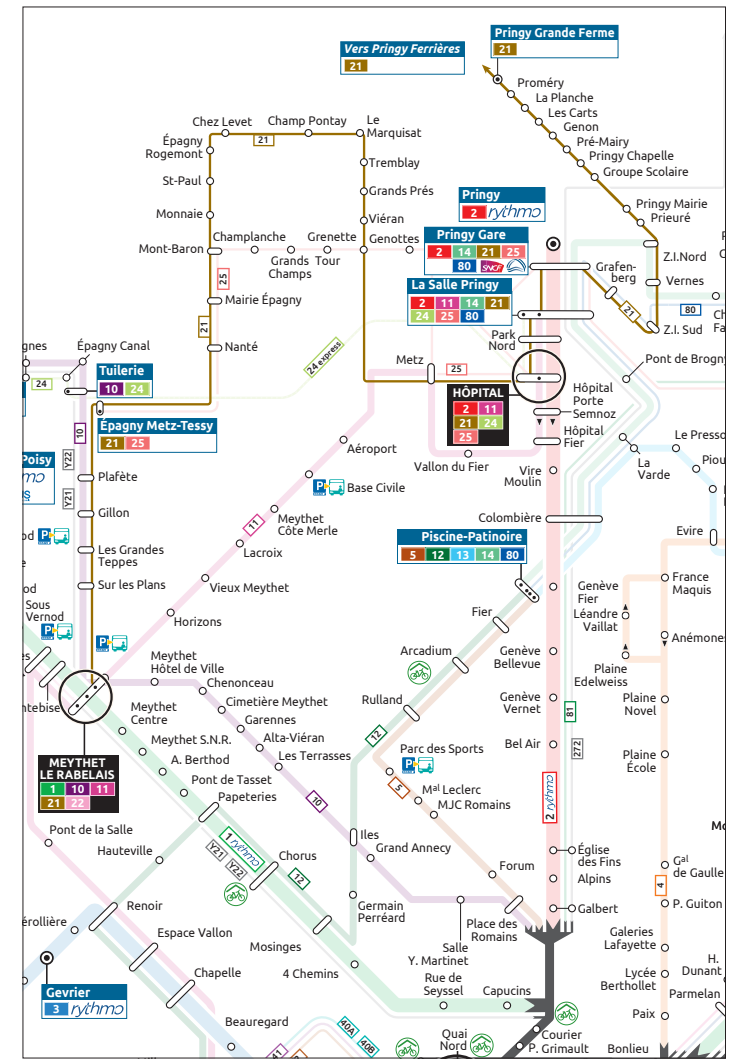 Pringy Grande Ferme
21
Vers Pringy Ferrières
21
Proméry
La Planche
Les Carts
Genon
Pré-Mairy
Pringy Chapelle
Groupe Scolaire
Pringy Mairie
Prieuré
Z.I.Nord
Vernes
80
Z.I. Sud
Pont de Brogny
Grafen-
berg
21
Chez Levet
Champ Pontay
Le
Marquisat
21
Épagny
Rogemont
St-Paul
Monnaie
Mont-Baron
Tremblay
Grands Prés
Viéran
Genottes
Champlanche
Grands
Champs
Grenette
Tour
25
Mairie Épagny
21
Nanté
24 express
Pringy
2 rythmo
Pringy Gare
2 14 21 25
80 SNCF
La Salle Pringy
2 11 14 21
24 25 80
Park
Nord
Metz
25
HÔPITAL
2 11
21 24
25
Hôpital
Porte
Semnoz
Hôpital
Fier
Vallon du Fier
Vire
Moulin
Colombière
gnes
Épagny Canal
24
Tuilerie
10 24
Épagny Metz-Tessy
21 25
10
Y22
Y21
Poisy
mo
Plafète
Gillon
Les Grandes
Teppes
Sur les Plans
od
P
Sous
Vernod
P
P
ntebise
Aéroport
P
Base Civile
Meythet
Côte Merle
11
Lacroix
Vieux Meythet
Horizons
La
Varde
Le Presso
Piou
Evire
France
Maquis
Léandre
Vaillat
Anémone
Plaine
Edelweiss
Plaine
Novel
Plaine
École
Piscine-Patinoire
5 12 13 14 80
Genève
Fier
Fier
Arcadium
Genève
Bellevue
Rulland
Genève
Vernet
81
12
Bel Air
272
Parc des Sports
P
5
2 rythmo
Mal Leclerc
MJC Romains
Meythet
Hôtel de Ville
Chenonceau
Cimetière Meythet
Garennes
Alta-Viéran
Les Terrasses
10
Meythet
Centre
Meythet S.N.R.
A. Berthod
Pont de Tasset
Papeteries
MEYTHET
LE RABELAIS
1 10 11
21 22
Pont de la Salle
Hauteville
1 rythmo
Y21
Y22
Chorus
12
Iles
Grand Annecy
Germain
Perréard
Forum
Église
des Fins
Alpins
Galbert
Gal
de Gaulle
4
P. Guiton
Galeries
Lafayette
Lycée
Berthollet
H.
Dunant
Parmelan
Paix
Bonlieu
Place des
Romains
Salle
Y. Martinet
Renoir
Espace Vallon
Chapelle
Mosinges
4 Chemins
Rue de
Seyssel
Capucins
érollière
Gevrier
3 rythmo
Beauregard
40A
40B
41
Quai
Nord
Courier
P. Grimault